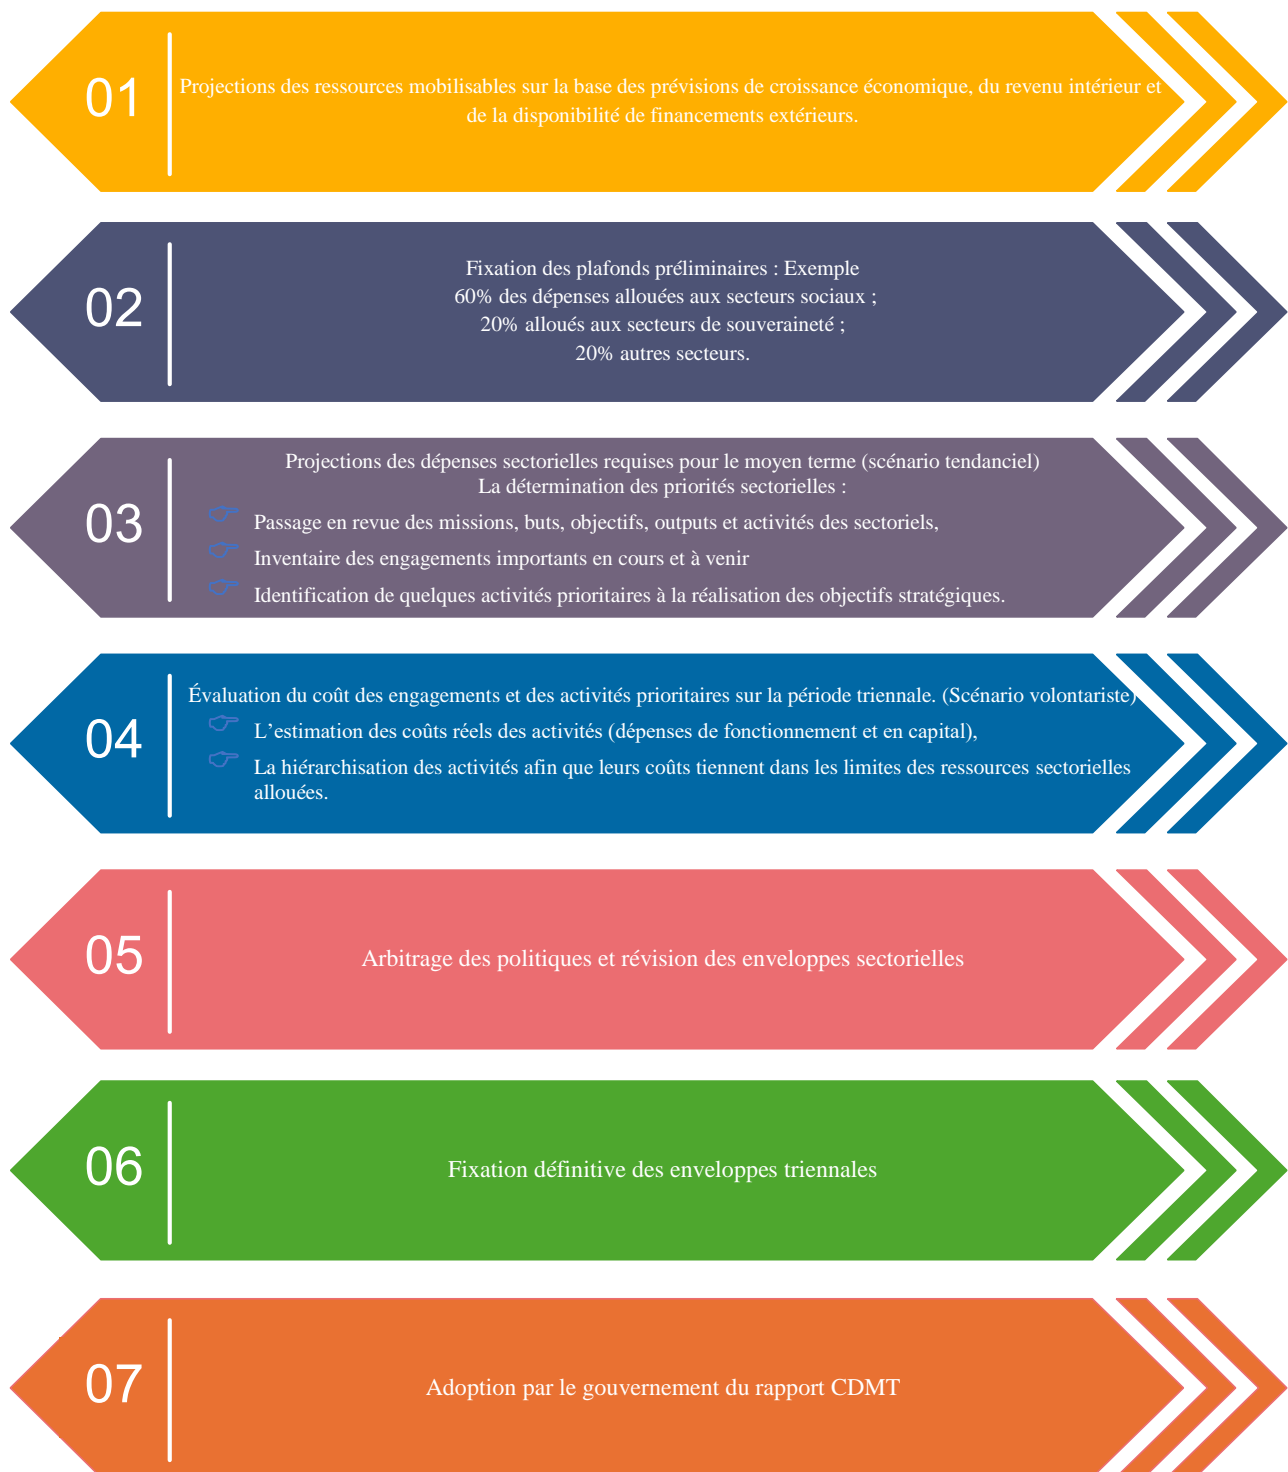 01
Projections des ressources mobilisables sur la base des prévisions de croissance économique, du revenu intérieur et
de la disponibilité de financements extérieurs.
02
Fixation des plafonds préliminaires : Exemple
60% des dépenses allouées aux secteurs sociaux ;
20% alloués aux secteurs de souveraineté ;
20% autres secteurs.
03
Projections des dépenses sectorielles requises pour le moyen terme (scénario tendanciel)
La détermination des priorités sectorielles :
Passage en revue des missions, buts, objectifs, outputs et activités des sectoriels,
Inventaire des engagements importants en cours et à venir
Identification de quelques activités prioritaires à la réalisation des objectifs stratégiques.
04
Évaluation du coût des engagements et des activités prioritaires sur la période triennale. (Scénario volontariste)
L’estimation des coûts réels des activités (dépenses de fonctionnement et en capital),
La hiérarchisation des activités afin que leurs coûts tiennent dans les limites des ressources sectorielles
allouées.
05
Arbitrage des politiques et révision des enveloppes sectorielles
06
Fixation définitive des enveloppes triennales
07
Adoption par le gouvernement du rapport CDMT